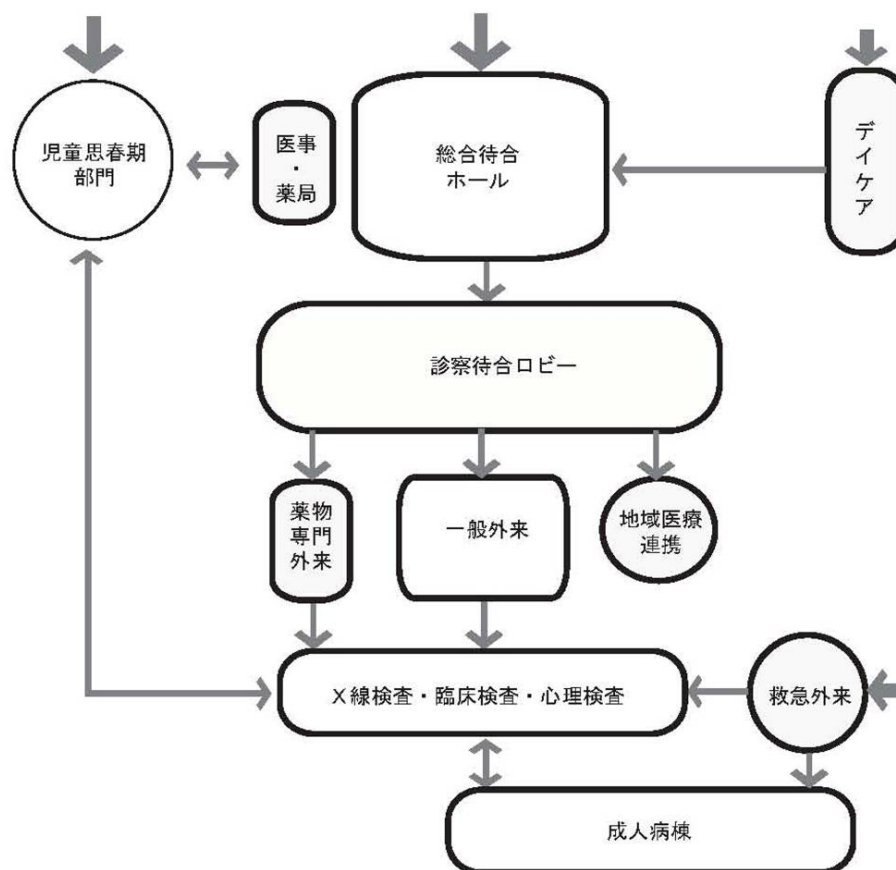 児童思春期
部門
医事
・
薬局
総合待合
ホール
デイケア
診察待合ロビー
薬物
専門
外来
一般外来
地域医療
連携
X線検査・臨床検査・心理検査
救急外来
成人病棟